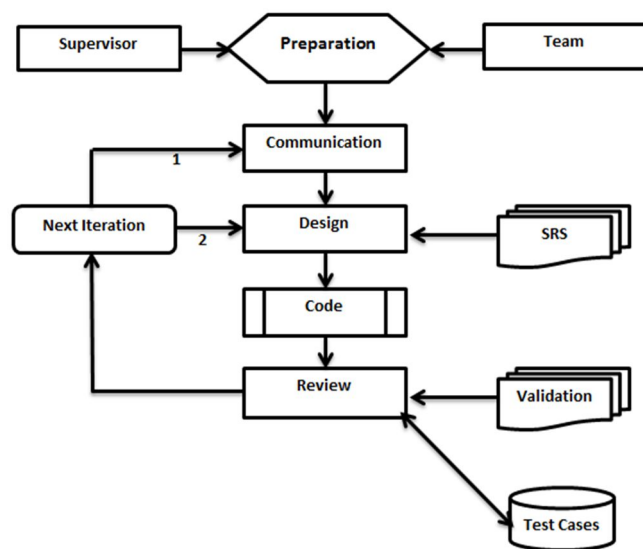 Supervisor
Preparation
Team
Communication
1
Next Iteration
2
Design
SRS
Code
Review
Validation
Test Cases